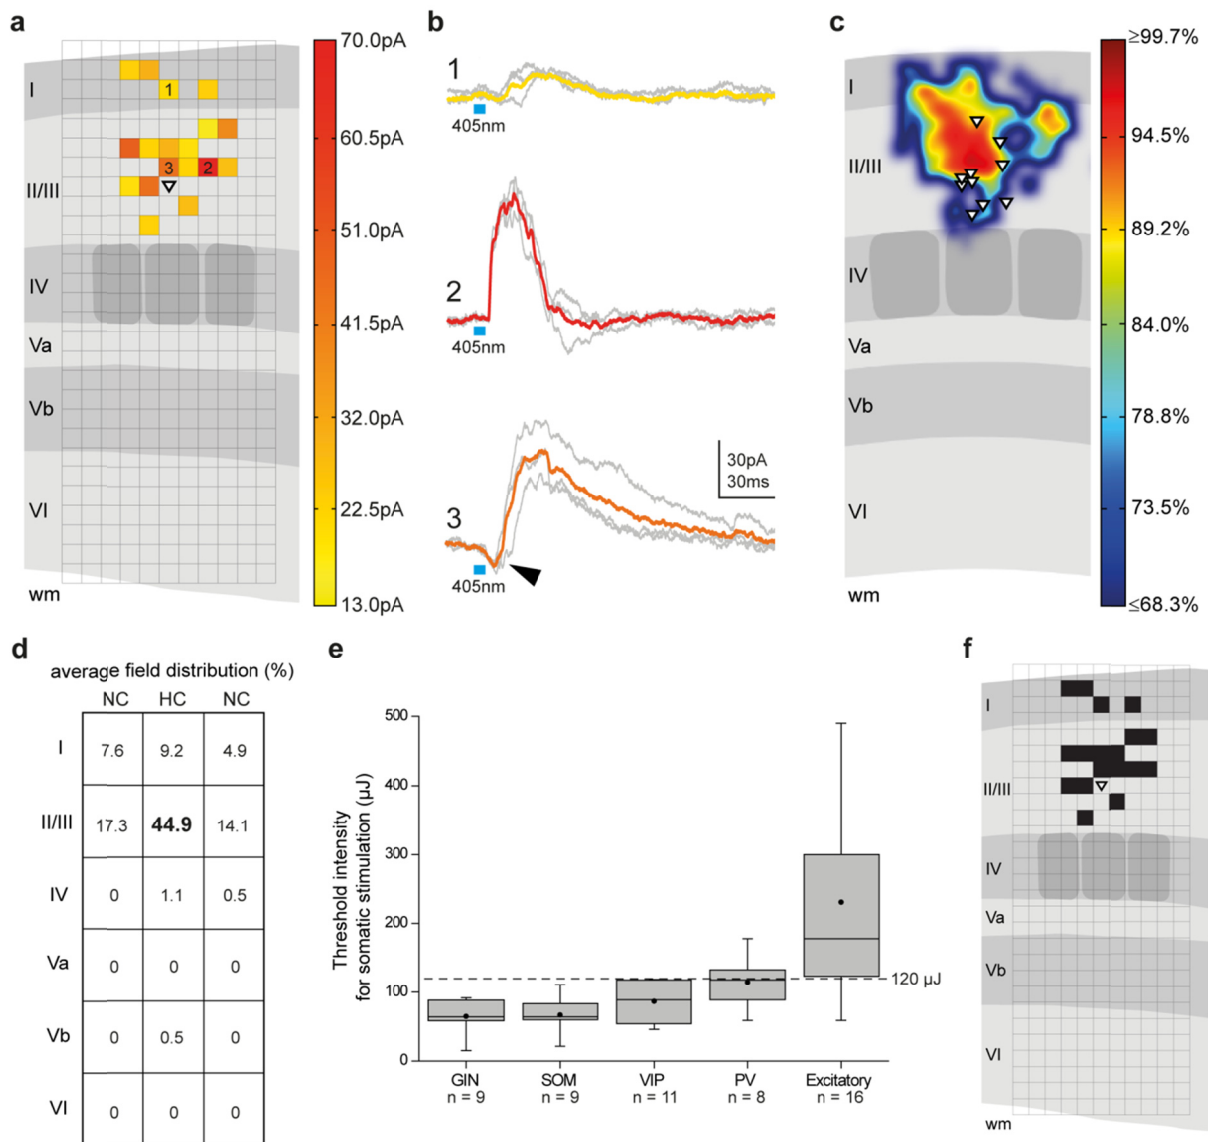 a
I
II/III
IV
Va
Vb
VI
wm
1
3
2
70.0pA
60.5pA
51.0pA
41.5pA
32.0pA
22.5pA
13.0pA
b
1
405nm
2
405nm
3
405nm
30pA
30ms
c
I
II/III
IV
Va
Vb
VI
wm
≥99.7%
94.5%
89.2%
84.0%
78.8%
73.5%
≤68.3%
d
average field distribution (%)
NC HC NC
I 7.6 9.2 4.9
II/III 17.3 44.9 14.1
IV 0 1.1 0.5
Va 0 0 0
Vb 0 0.5 0
VI 0 0 0
e
Threshold intensity
for somatic stimulation (µJ)
500
400
300
200
100
0
120 µJ
GIN SOM VIP PV Excitatory
n = 9 n = 9 n = 11 n = 8 n = 16
f
I
II/III
IV
Va
Vb
VI
wm